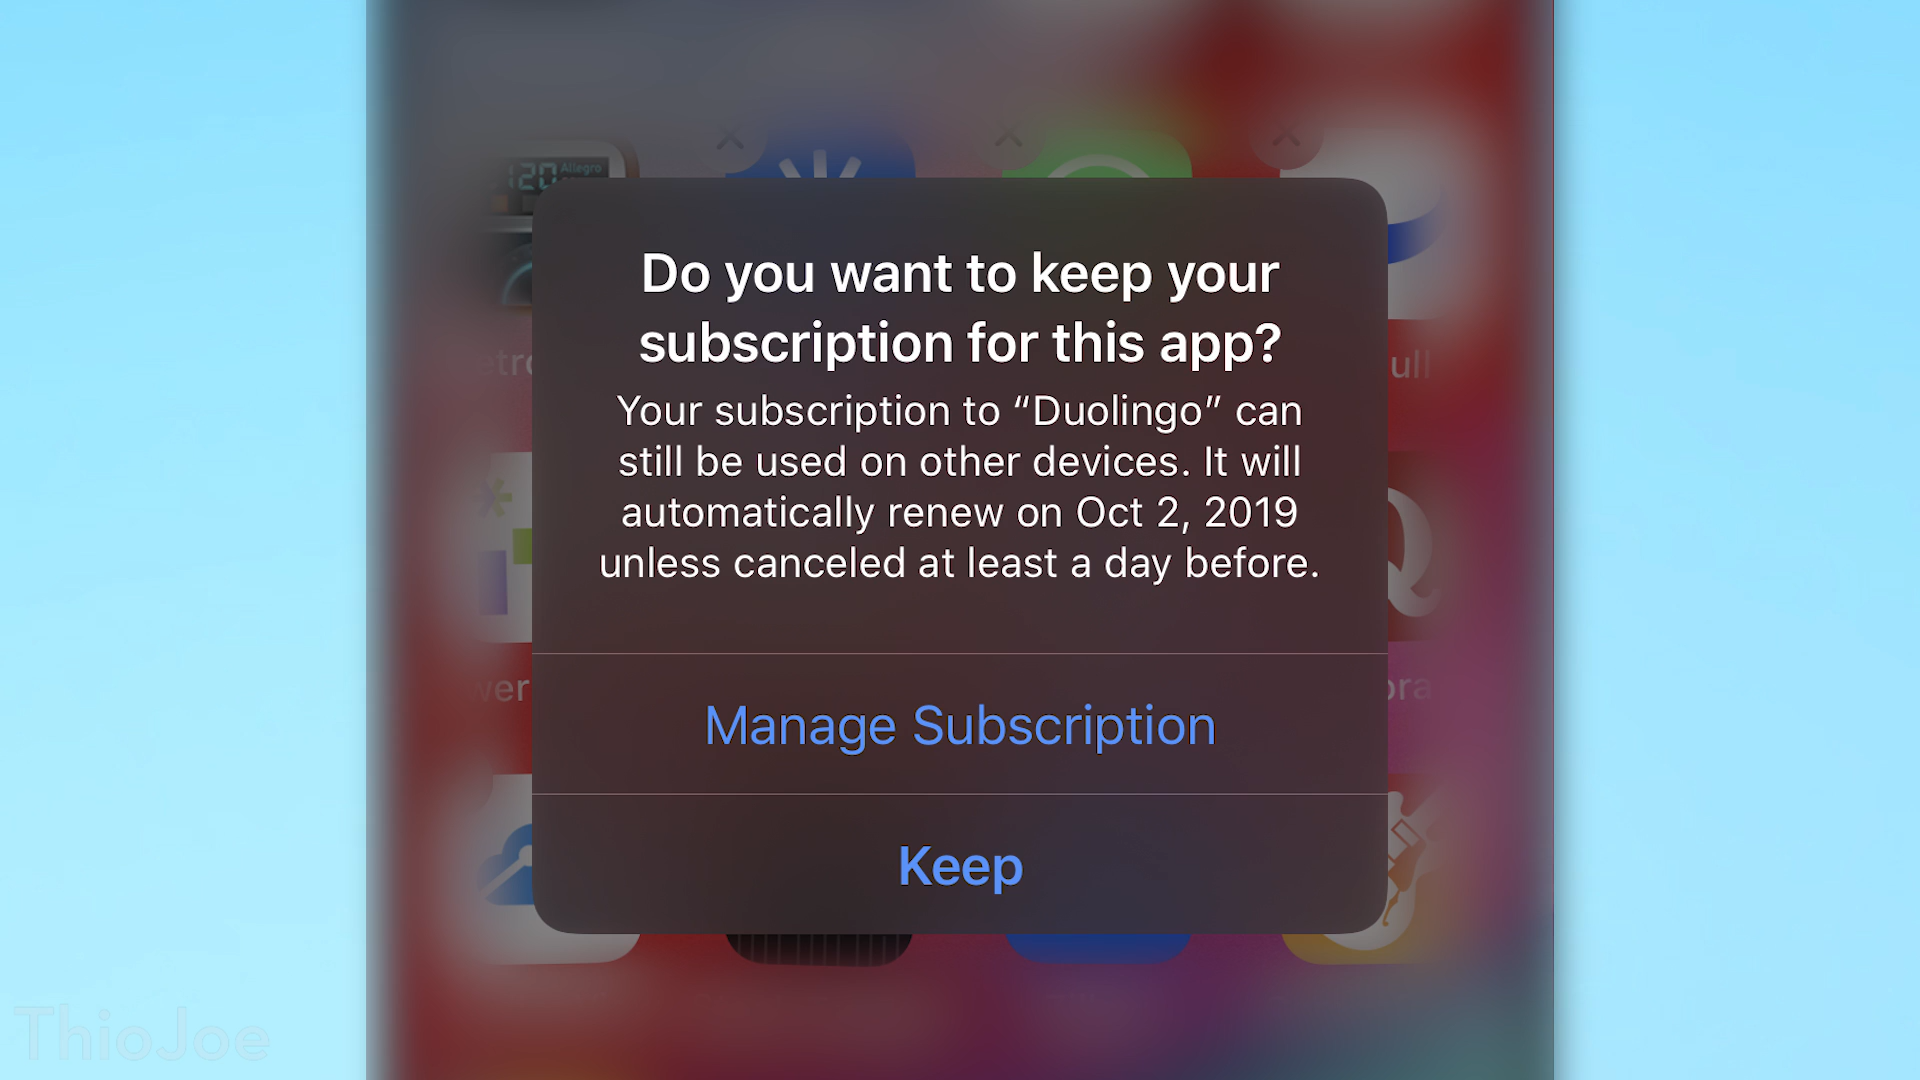 120 Allegro
Do you want to keep your
subscription for this app?
Your subscription to “Duolingo” can
still be used on other devices. It will
automatically renew on Oct 2, 2019
unless canceled at least a day before.
Manage Subscription
Keep
ThioJoe